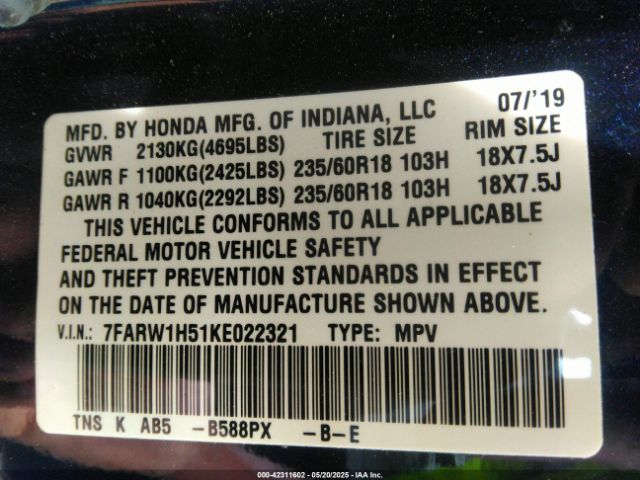 MFD. BY HONDA MFG. OF INDIANA, LLC 07/'19
GVWR 2130KG(4695LBS) TIRE SIZE RIM SIZE
GAWR F 1100KG(2425LBS) 235/60R18 103H 18X7.5J
GAWR R 1040KG(2292LBS) 235/60R18 103H 18X7.5J
THIS VEHICLE CONFORMS TO ALL APPLICABLE
FEDERAL MOTOR VEHICLE SAFETY
AND THEFT PREVENTION STANDARDS IN EFFECT
ON THE DATE OF MANUFACTURE SHOWN ABOVE.
V.I.N.: 7FARW1H51KE022321 TYPE: MPV
TNS K AB5 -B588PX -B-E
000-42311602 - 05/20/2025 - IAAI, Inc.